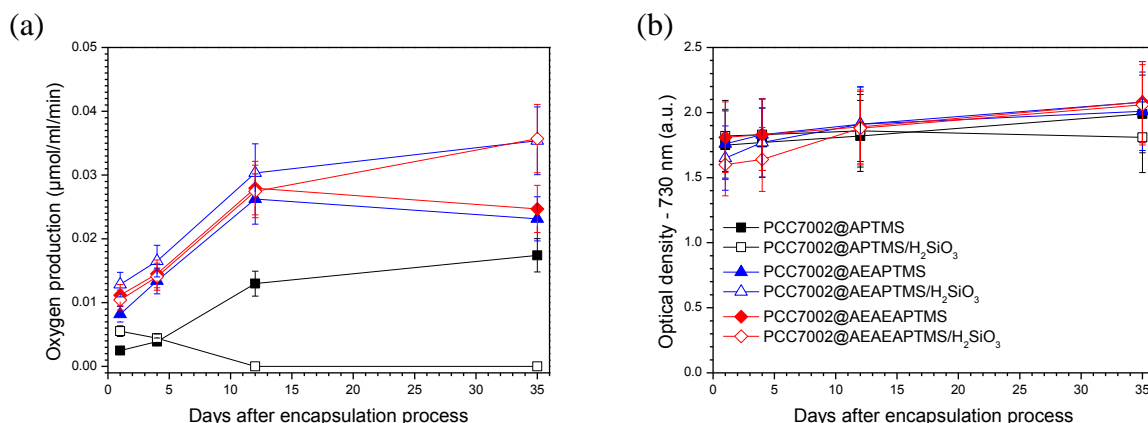 (a)
0.05
0.04
0.03
0.02
0.01
0.00
Oxygen production (µmol/ml/min)
0 5 10 15 20 25 30 35
Days after encapsulation process
(b)
2.5
2.0
1.5
1.0
0.5
0.0
Optical density - 730 nm (a.u.)
PCC7002@APTMS
PCC7002@APTMS/H₂SiO₃
PCC7002@AEAPTMS
PCC7002@AEAPTMS/H₂SiO₃
PCC7002@AEAEAPTMS
PCC7002@AEAEAPTMS/H₂SiO₃
0 5 10 15 20 25 30 35
Days after encapsulation process